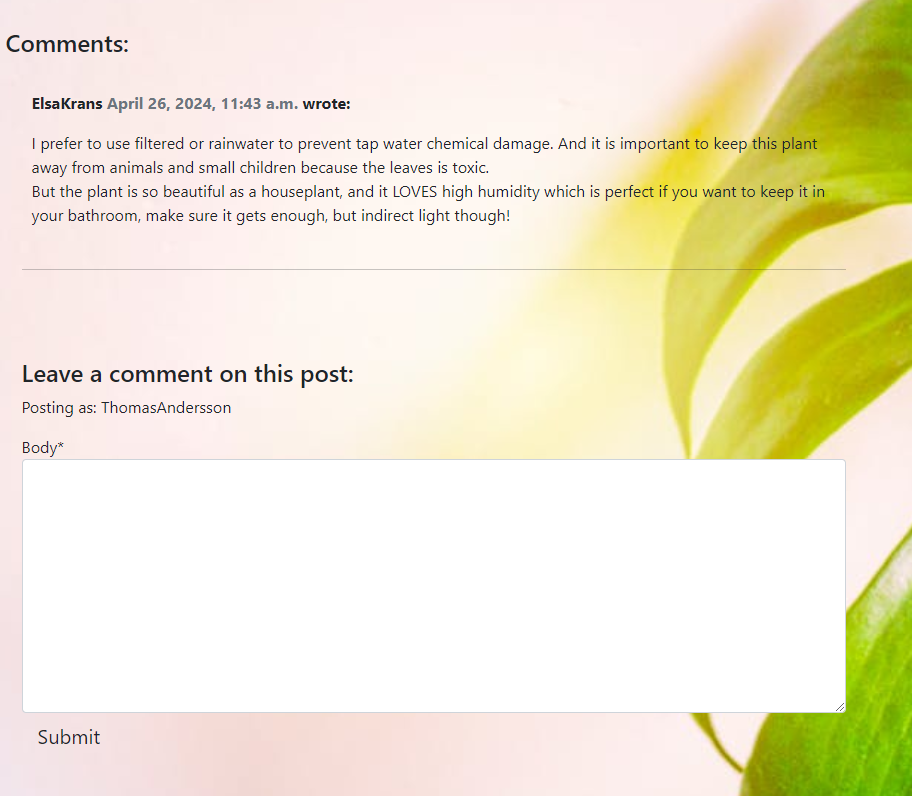 Comments:
ElsaKrans April 26, 2024, 11:43 a.m. wrote:
I prefer to use filtered or rainwater to prevent tap water chemical damage. And it is important to keep this plant
away from animals and small children because the leaves is toxic.
But the plant is so beautiful as a houseplant, and it LOVES high humidity which is perfect if you want to keep it in
your bathroom, make sure it gets enough, but indirect light though!
Leave a comment on this post:
Posting as: ThomasAndersson
Body*
Submit